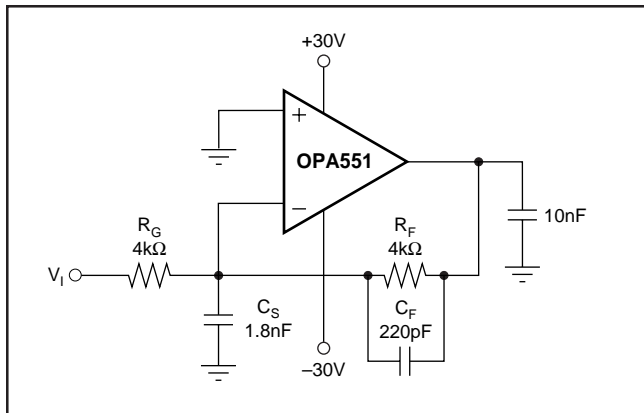 +30V
+
OPA551
−
10nF
R_G
4kΩ
R_F
4kΩ
V_I
C_S
1.8nF
C_F
220pF
−30V